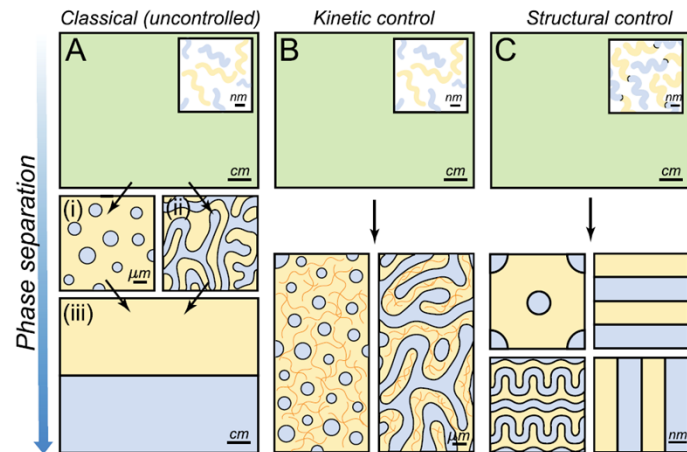 Classical (uncontrolled)
Kinetic control
Structural control
Phase separation
A
nm
cm
B
nm
cm
C
nm
cm
(i)
μm
(ii)
(iii)
cm
μm
nm